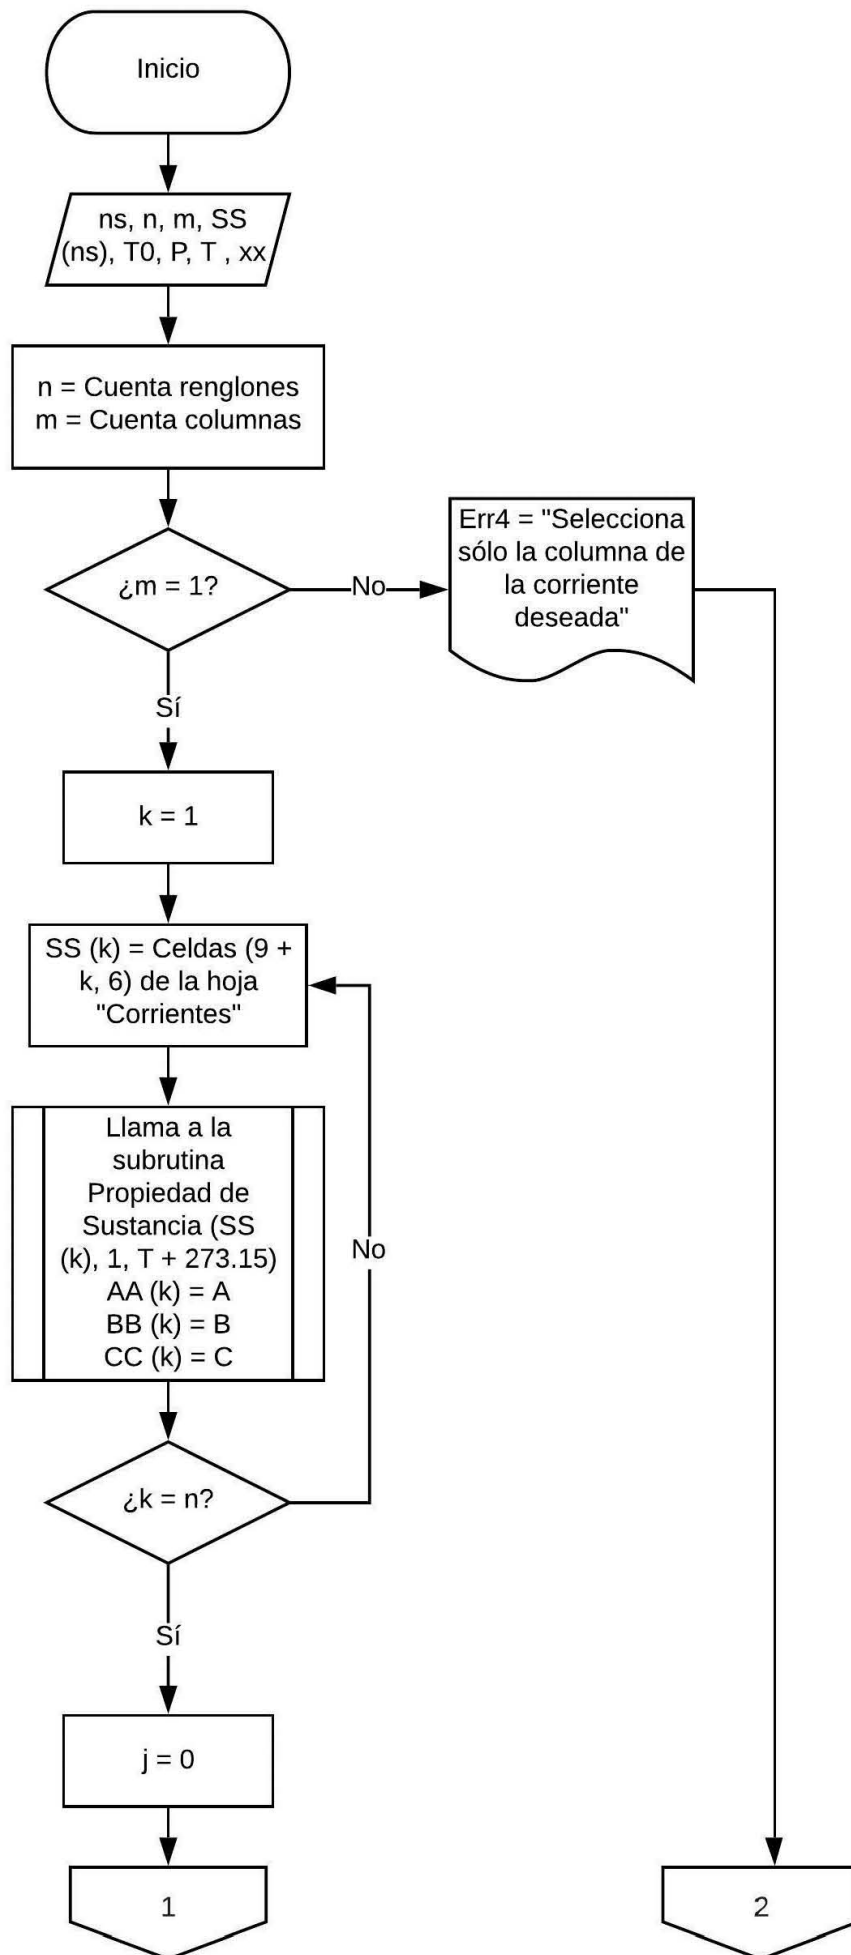 Inicio
ns, n, m, SS
(ns), T0, P, T , xx
n = Cuenta renglones
m = Cuenta columnas
¿m = 1?
No
Err4 = "Selecciona
sólo la columna de
la corriente
deseada"
Sí
k = 1
SS (k) = Celdas (9 +
k, 6) de la hoja
"Corrientes"
Llama a la
subrutina
Propiedad de
Sustancia (SS
(k), 1, T + 273.15)
AA (k) = A
BB (k) = B
CC (k) = C
No
¿k = n?
Sí
j = 0
1
2